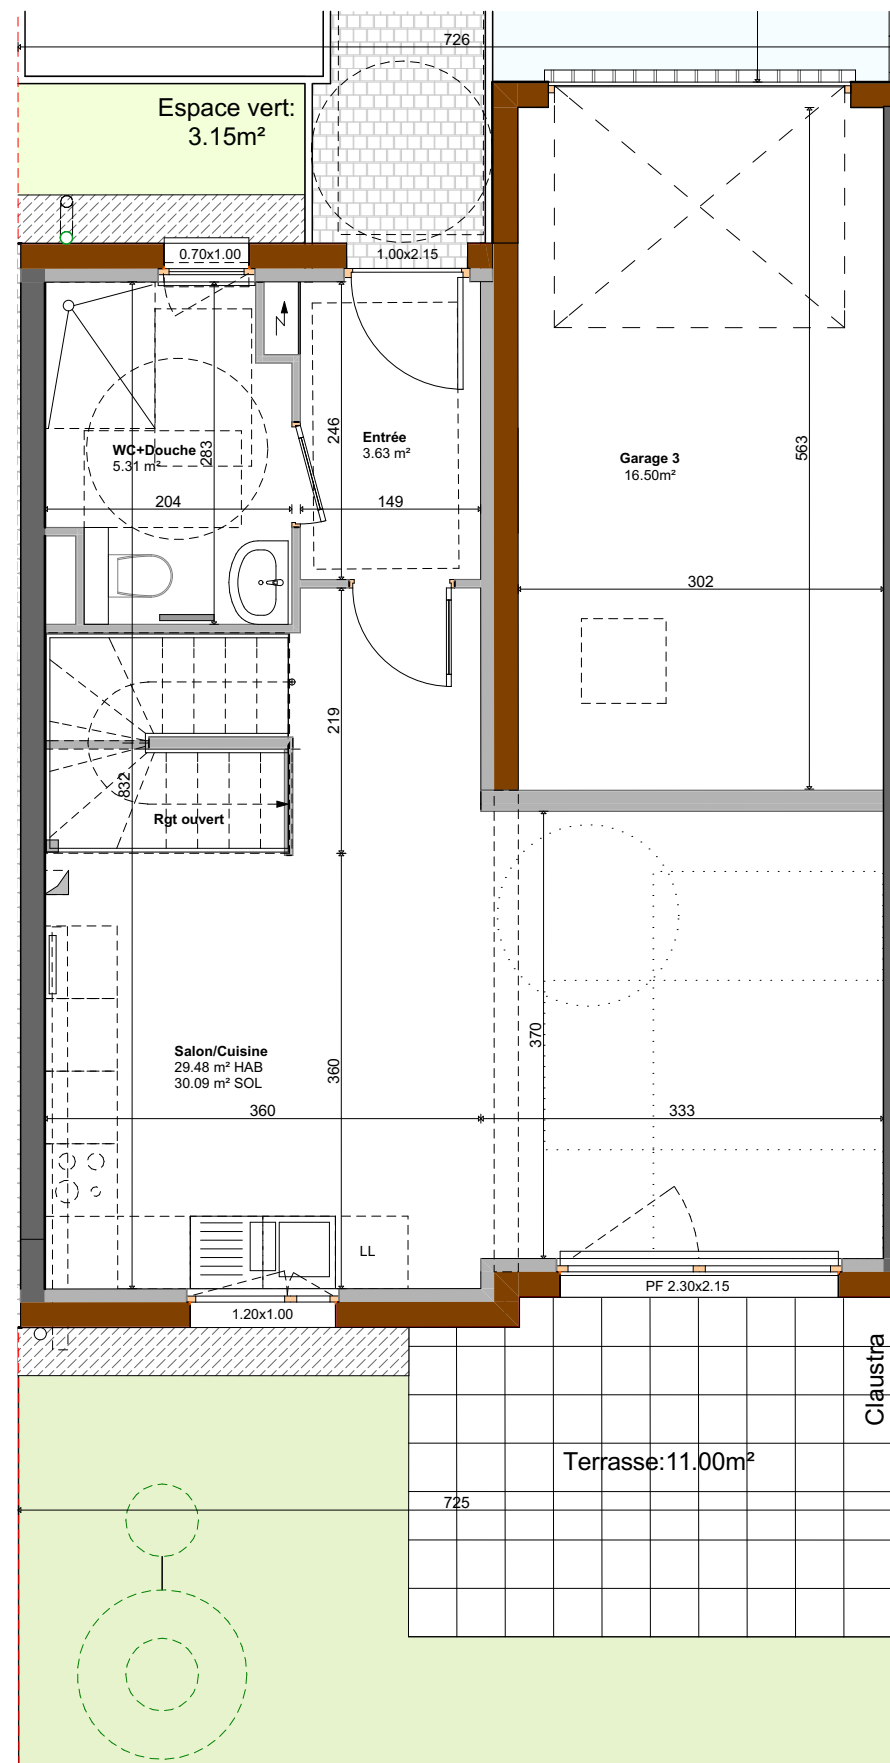 726
Espace vert:
3.15m²
0.70x1.00
1.00x2.15
WC+Douche
5.31 m²
283
204
246
Entrée
3.63 m²
149
Garage 3
16.50m²
563
302
219
832
Rgt ouvert
Salon/Cuisine
29.48 m² HAB
30.09 m² SOL
360
360
370
333
LL
1.20x1.00
PF 2.30x2.15
Claustra
Terrasse:11.00m²
725